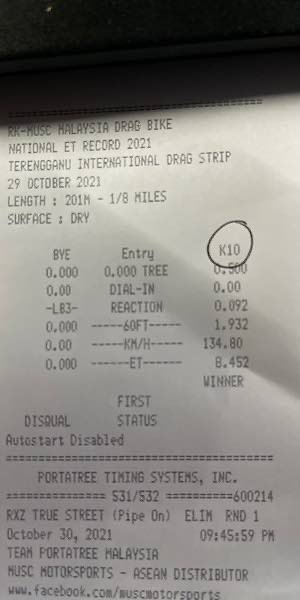 RK-MUSC MALAYSIA DRAG BIKE
NATIONAL ET RECORD 2021
TERENGGANU INTERNATIONAL DRAG STRIP
29 OCTOBER 2021
LENGTH : 201M - 1/8 MILES
SURFACE : DRY
BYE Entry K10
0.000 0.000 TREE 0.500
0.00 DIAL-IN 0.00
-LB3- REACTION 0.092
0.000 ------60FT------ 1.932
0.00 ------KM/H------ 134.80
0.000 ------ET------ 8.452
WINNER
FIRST
DISQUAL STATUS
Autostart Disabled
========================================
PORTATREE TIMING SYSTEMS, INC.
=============== 531/532 ==========600214
RXZ TRUE STREET (Pipe On) ELIM RND 1
October 30, 2021 09:45:59 PM
TEAM PORTATREE MALAYSIA
MUSC MOTORSPORTS - ASEAN DISTRIBUTOR
www.facebook.com/muscmotorsports